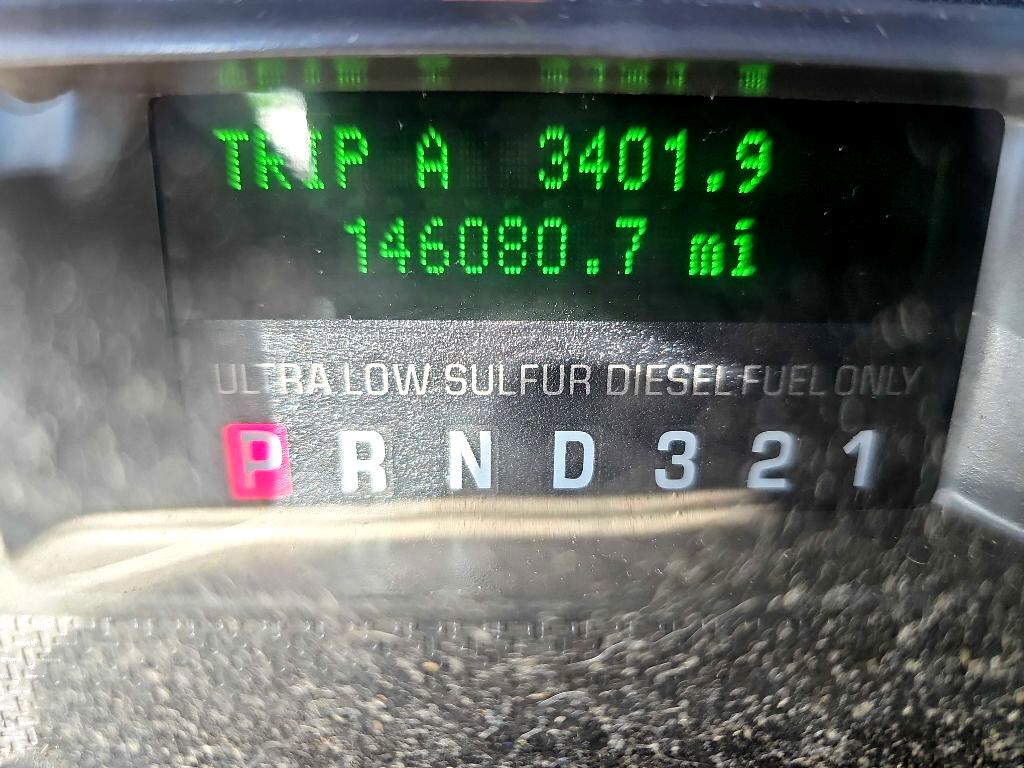 TRIP A 3401.9
146080.7 mi
ULTRA LOW SULFUR DIESEL FUEL ONLY
P R N D 3 2 1